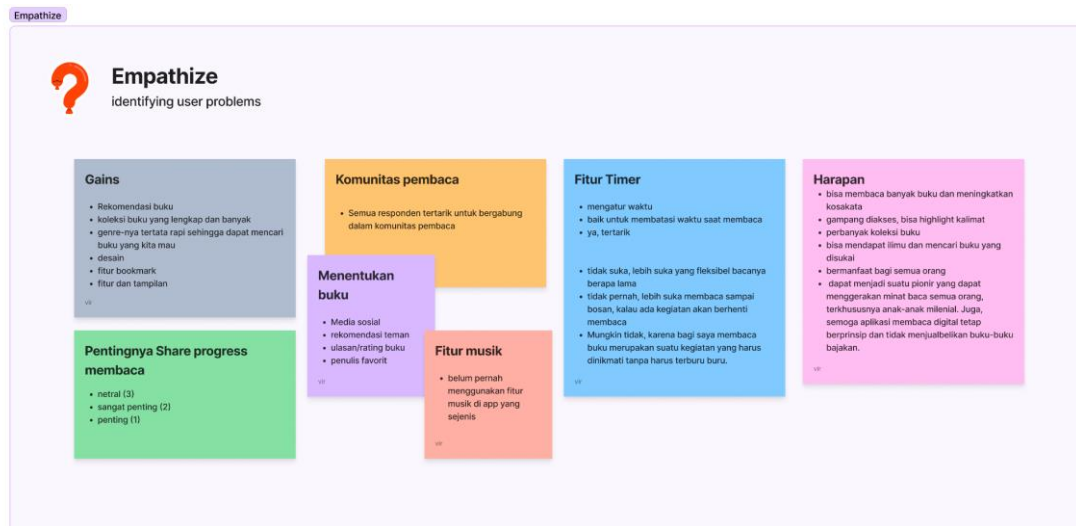 Empathize
Empathize
identifying user problems
Gains
• Rekomendasi buku
• koleksi buku yang lengkap dan banyak
• genre-nya tertata rapi sehingga dapat mencari
buku yang kita mau
• desain
• fitur bookmark
• fitur dan tampilan
Pentingnya Share progress
membaca
• netral (3)
• sangat penting (2)
• penting (1)
Komunitas pembaca
• Semua responden tertarik untuk bergabung
dalam komunitas pembaca
Menentukan
buku
• Media sosial
• rekomendasi teman
• ulasan/rating buku
• penulis favorit
Fitur musik
• belum pernah
menggunakan fitur
musik di app yang
sejenis
Fitur Timer
• mengatur waktu
• baik untuk membatasi waktu saat membaca
• ya, tertarik
• tidak suka, lebih suka yang fleksibel bacanya
berapa lama
• tidak pernah, lebih suka membaca sampai
bosan, kalau ada kegiatan akan berhenti
membaca
• Mungkin tidak, karena bagi saya membaca
buku merupakan suatu kegiatan yang harus
dinikmati tanpa harus terburu buru.
Harapan
• bisa membaca banyak buku dan meningkatkan
kosakata
• gampang diakses, bisa highlight kalimat
• perbanyak koleksi buku
• bisa mendapat ilmu dan mencari buku yang
disukai
• bermanfaat bagi semua orang
• dapat menjadi suatu pionir yang dapat
menggerakan minat baca semua orang,
terkhususnya anak-anak milenial. Juga,
semoga aplikasi membaca digital tetap
berprinsip dan tidak menjualbelikan buku-buku
bajakan.